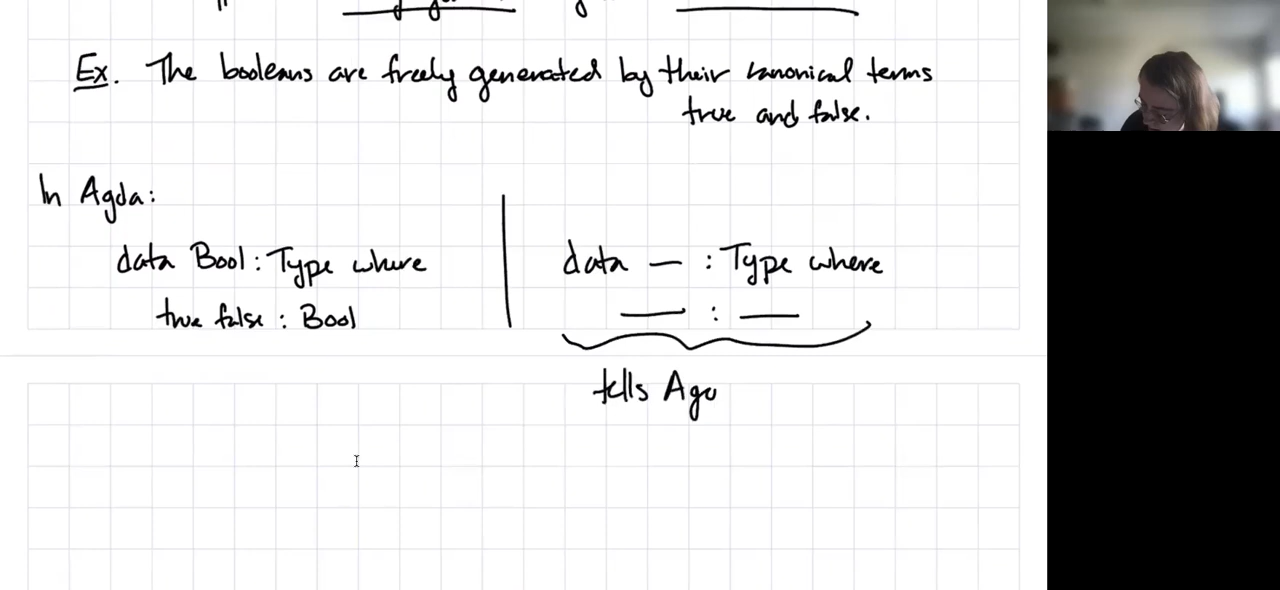 Ex. The booleans are freely generated by their canonical terms
true and false.
In Agda:
data Bool : Type where
true false : Bool
data — : Type where
— : —
tells Ago